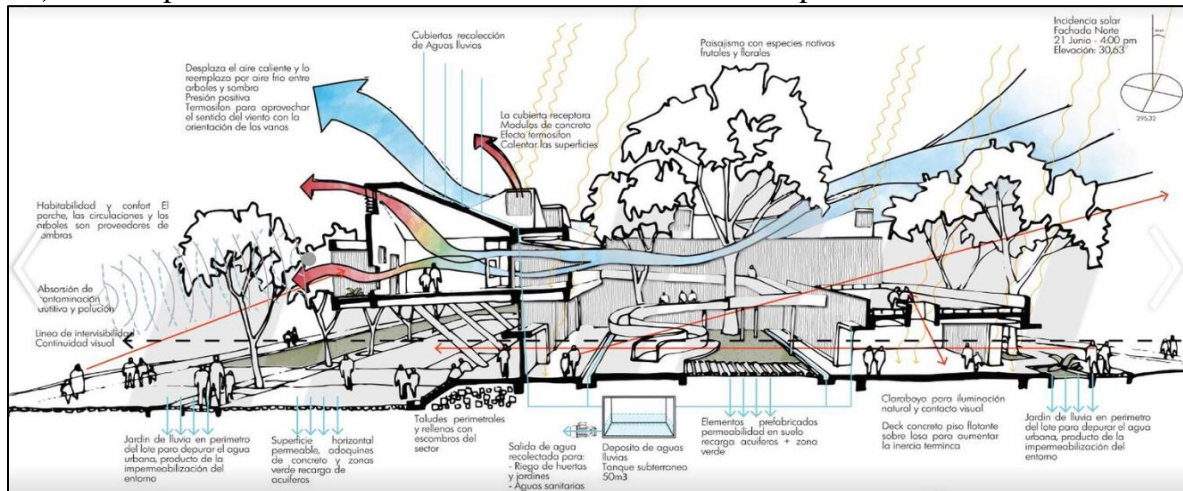 Cubiertas recolección
de Aguas lluvias
Desplaza el aire caliente y lo
reemplaza por aire frio entre
arboles y sombra
Presión positiva
Termosifon para aprovechar
el sentido del viento con la
orientación de los vanos
La cubierta receptora
Modulos de concreto
Efecto termosifon
Calentar las superficies
Paisajismo con especies nativas
frutales y florales
Incidencia solar
Fachada Norte
21 Junio - 4:00 pm
Elevación: 30,63°
295.32
Habitabilidad y confort El
parche, las circulaciones y los
arboles son proveedores de
sombras
Absorsión de
contaminación
auditiva y polución
Linea de intervisibilidad
Continuidad visual
Jardin de lluvia en perimetro
del lote para depurar el agua
urbana, producto de la
impermeabilización del
entorno
Superficie horizontal
permeable, adoquines
de concreto y zonas
verde recarga de
acuiferos
Taludes perimetrales
y rellenos con
escombros del
sector
Salida de agua
recolectada para:
- Riego de huertas
y jardines
- Aguas sanitarias
Deposito de aguas
lluvias
Tanque subterraneo
50m3
Elementos prefabricados
permeabilidad en suelo
recarga acuiferos + zona
verde
Claraboya para iluminación
natural y contacto visual
Deck concreto piso flotante
sobre losa para aumentar
la inercia termica
Jardin de lluvia en perimetro
del lote para depurar el agua
urbana, producto de la
impermeabilización del
entorno